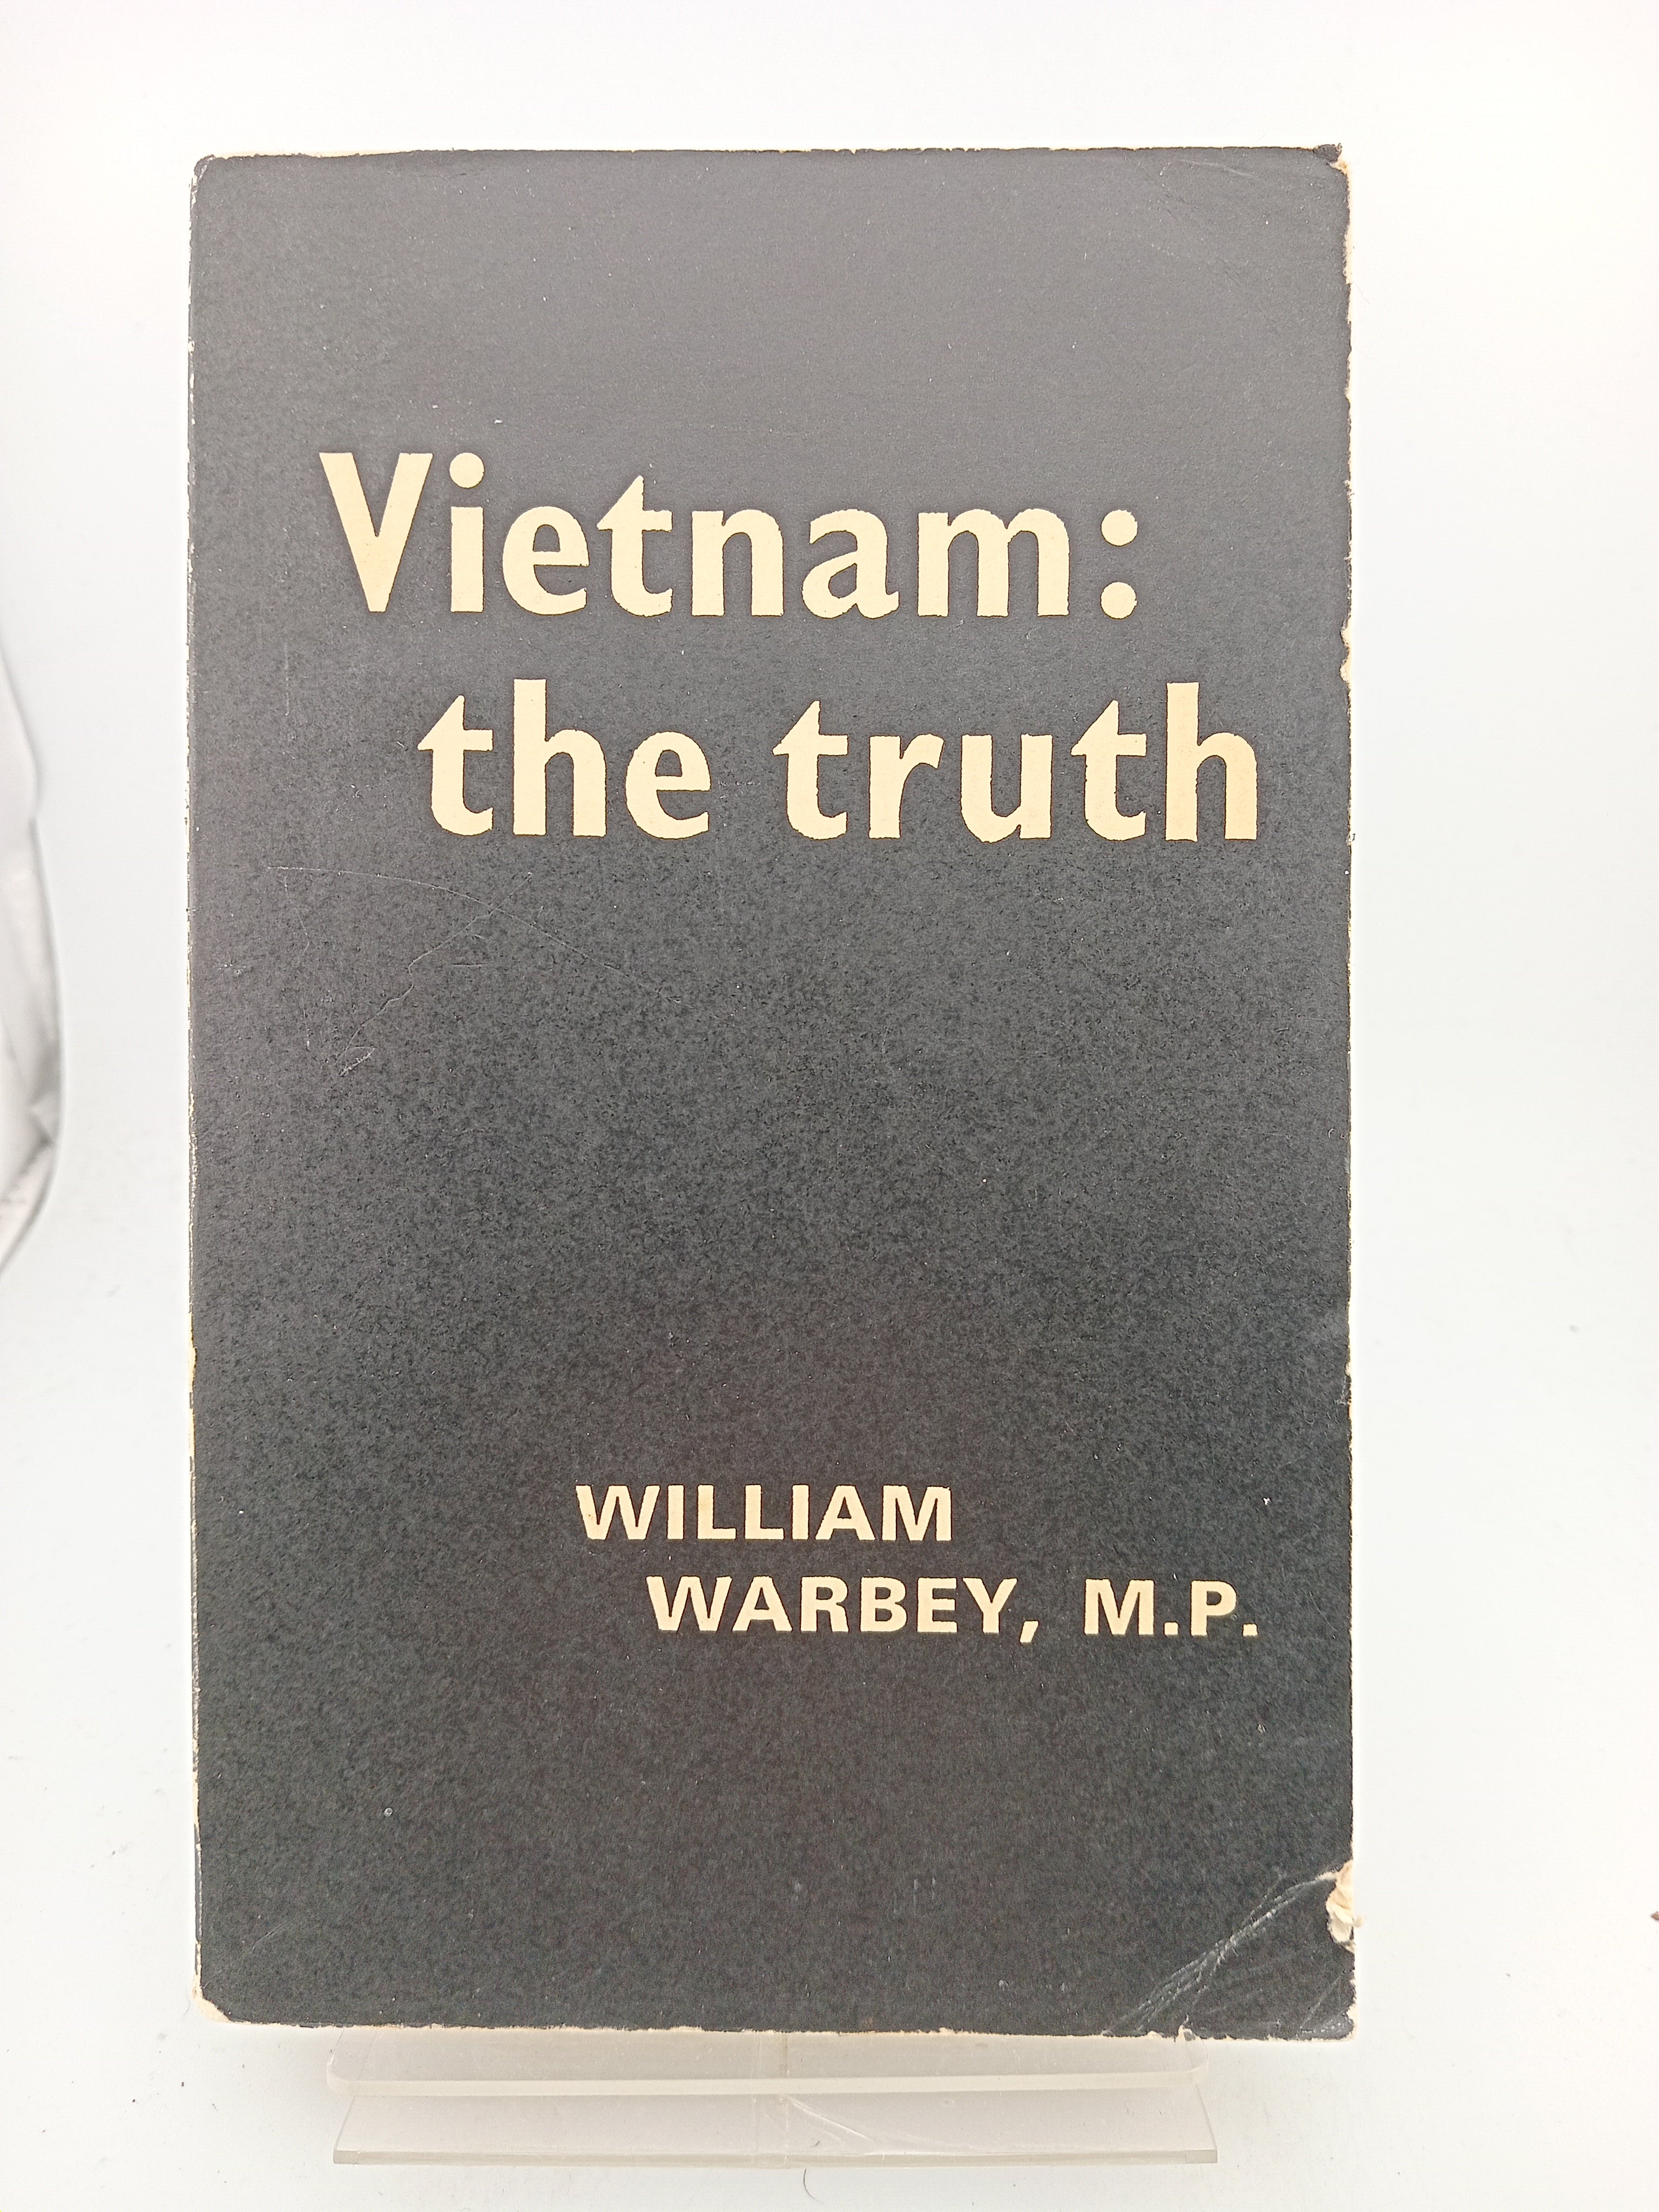 Vietnam:
the truth
WILLIAM
WARBEY, M.P.